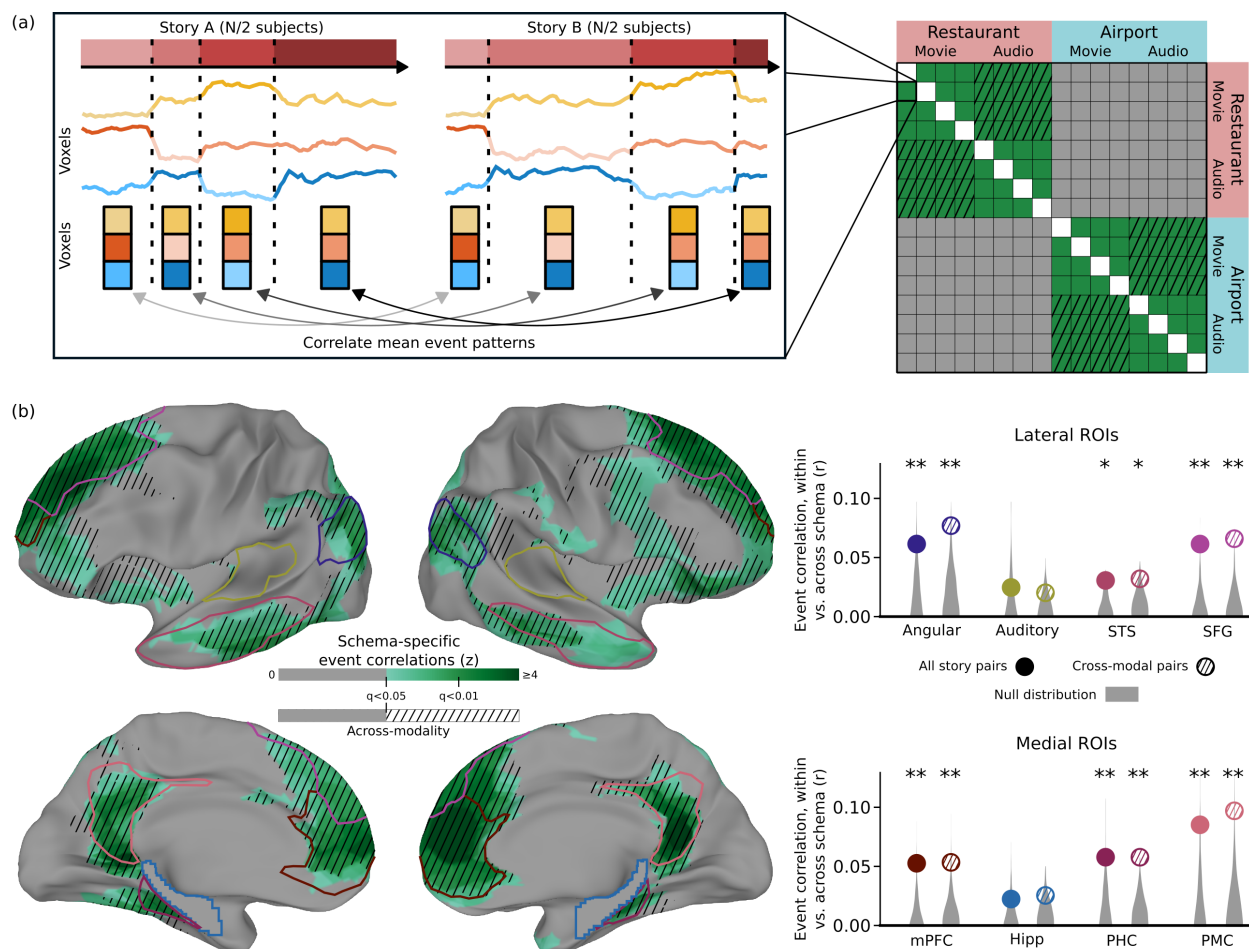 (a)
Story A (N/2 subjects)
Story B (N/2 subjects)
Voxels
Voxels
Correlate mean event patterns
Restaurant
Airport
Movie
Audio
Movie
Audio
Restaurant
Movie
Audio
Airport
Movie
Audio
(b)
Schema-specific
event correlations (z)
0
≥4
q<0.05
q<0.01
Across-modality
Lateral ROIs
Event correlation, within
vs. across schema (r)
0.10
0.05
0.00
**
**
*
*
**
**
Angular
Auditory
STS
SFG
All story pairs
Cross-modal pairs
Null distribution
Medial ROIs
Event correlation, within
vs. across schema (r)
0.10
0.05
0.00
**
**
**
**
**
**
mPFC
Hipp
PHC
PMC